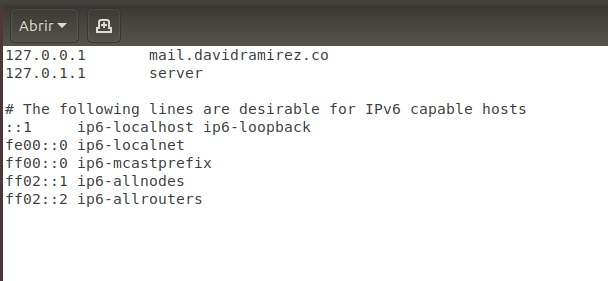 Abrir
127.0.0.1       mail.davidramirez.co
127.0.1.1       server
# The following lines are desirable for IPv6 capable hosts
::1     ip6-localhost ip6-loopback
fe00::0 ip6-localnet
ff00::0 ip6-mcastprefix
ff02::1 ip6-allnodes
ff02::2 ip6-allrouters